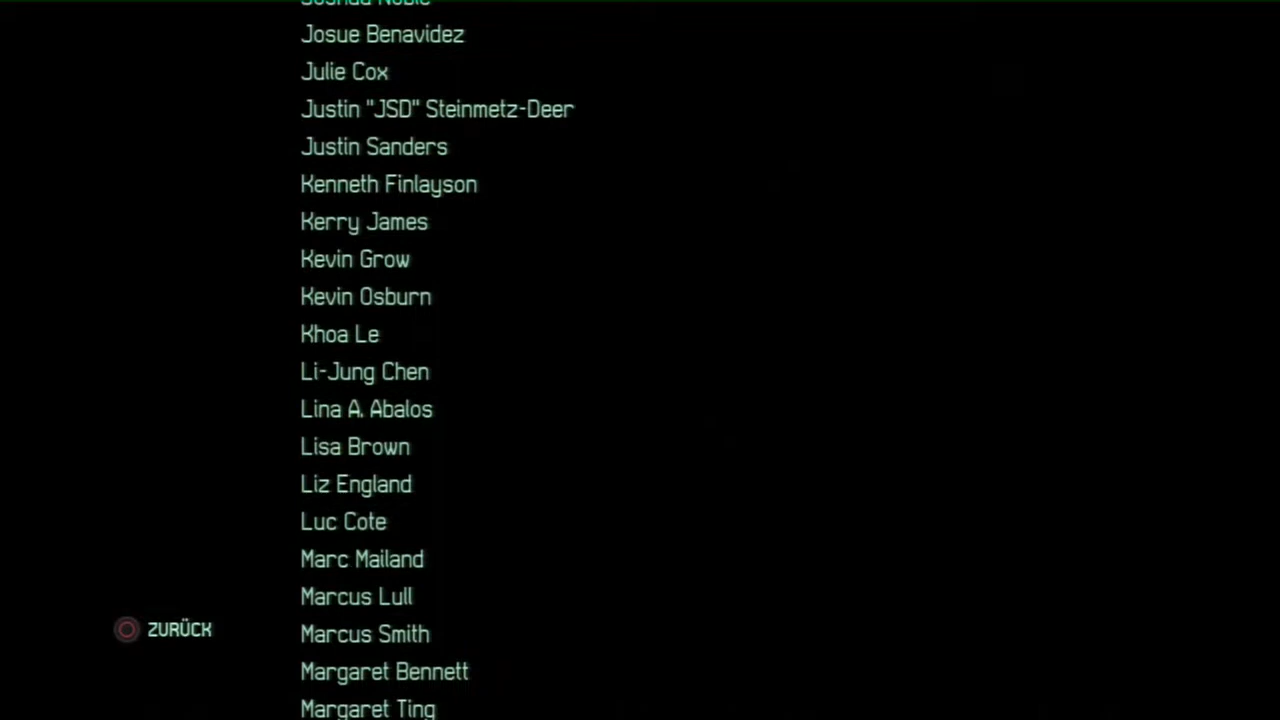 Joshua Noble
Josue Benavidez
Julie Cox
Justin "JSD" Steinmetz-Deer
Justin Sanders
Kenneth Finlayson
Kerry James
Kevin Grow
Kevin Osburn
Khoa Le
Li-Jung Chen
Lina A. Abalos
Lisa Brown
Liz England
Luc Cote
Marc Mailand
Marcus Lull
ZURÜCK
Marcus Smith
Margaret Bennett
Margaret Ting